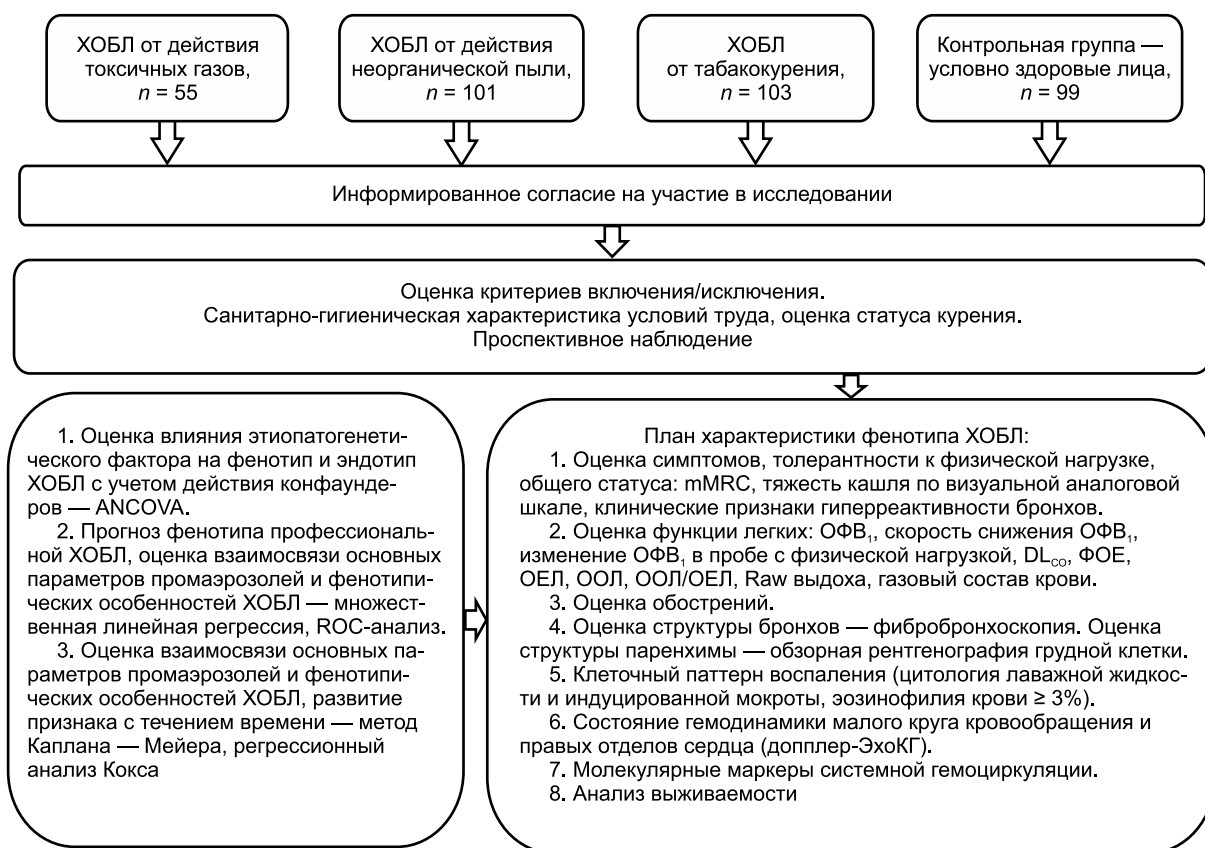 ХОБЛ от действия
токсичных газов,
n = 55
ХОБЛ от действия
неорганической пыли,
n = 101
ХОБЛ
от табакокурения,
n = 103
Контрольная группа —
условно здоровые лица,
n = 99
Информированное согласие на участие в исследовании
Оценка критериев включения/исключения.
Санитарно-гигиеническая характеристика условий труда, оценка статуса курения.
Проспективное наблюдение
1. Оценка влияния этиопатогенети-
ческого фактора на фенотип и эндотип
ХОБЛ с учетом действия конфаунде-
ров — ANCOVA.
2. Прогноз фенотипа профессиональ-
ной ХОБЛ, оценка взаимосвязи основных
параметров промаэрозолей и фенотипи-
ческих особенностей ХОБЛ — множест-
венная линейная регрессия, ROC-анализ.
3. Оценка взаимосвязи основных па-
раметров промаэрозолей и фенотипи-
ческих особенностей ХОБЛ, развитие
признака с течением времени — метод
Каплана — Мейера, регрессионный
анализ Кокса
План характеристики фенотипа ХОБЛ:
1. Оценка симптомов, толерантности к физической нагрузке,
общего статуса: mMRC, тяжесть кашля по визуальной аналоговой
шкале, клинические признаки гиперреактивности бронхов.
2. Оценка функции легких: ОФВ₁, скорость снижения ОФВ₁,
изменение ОФВ₁ в пробе с физической нагрузкой, DL_CO, ФОЕ,
ОЕЛ, ООЛ, ООЛ/ОЕЛ, Raw выдоха, газовый состав крови.
3. Оценка обострений.
4. Оценка структуры бронхов — фибробронхоскопия. Оценка
структуры паренхимы — обзорная рентгенография грудной клетки.
5. Клеточный паттерн воспаления (цитология лаважной жидкос-
ти и индуцированной мокроты, эозинофилия крови ≥ 3%).
6. Состояние гемодинамики малого круга кровообращения и
правых отделов сердца (допплер-ЭхоКГ).
7. Молекулярные маркеры системной гемоциркуляции.
8. Анализ выживаемости